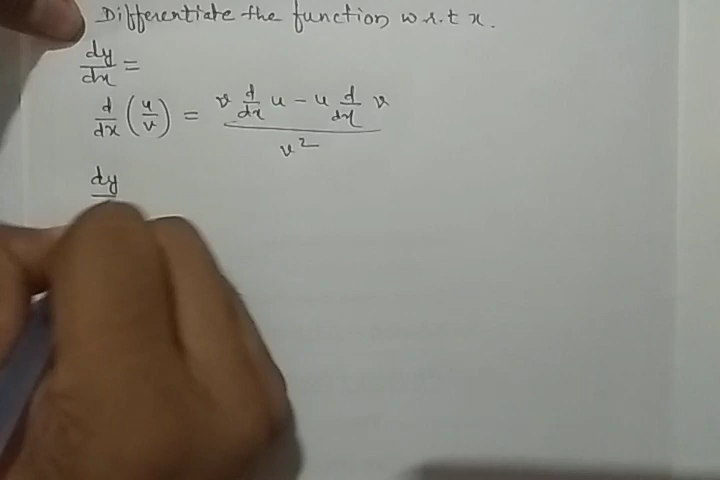 Differentiate the function w.r.t x.
dy/dx =
d/dx (u/v) = (v d/dx u - u d/dx v) / v²
dy